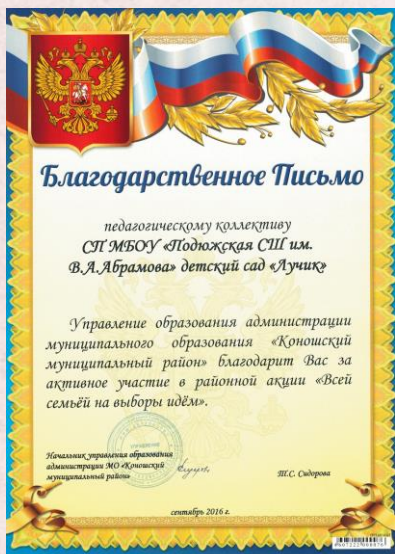 Благодарственное Письмо
педагогическому коллективу
СП МБОУ «Подюжская СШ им.
В.А.Абрамова» детский сад «Лучик»
Управление образования администрации
муниципального образования «Коношский
муниципальный район» благодарит Вас за
активное участие в районной акции «Всей
семьёй на выборы идём».
Начальник управления образования
администрации МО «Коношский
муниципальный район»
Т.С. Сидорова
сентябрь 2016 г.